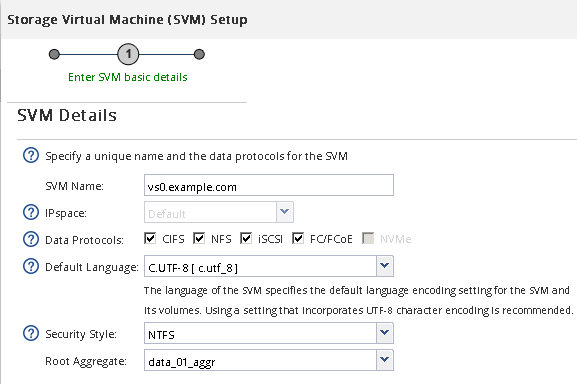 Storage Virtual Machine (SVM) Setup
1
Enter SVM basic details
SVM Details
? Specify a unique name and the data protocols for the SVM
SVM Name: vs0.example.com
? IPspace: Default
? Data Protocols: CIFS NFS iSCSI FC/FCoE NVMe
? Default Language: C.UTF-8 [ c.utf_8 ]
The language of the SVM specifies the default language encoding setting for the SVM and
its volumes. Using a setting that incorporates UTF-8 character encoding is recommended.
? Security Style: NTFS
Root Aggregate: data_01_aggr